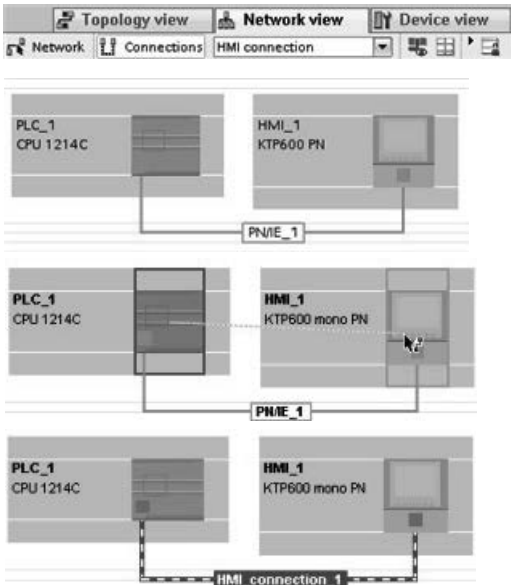 Topology view Network view Device view
Network Connections HMI connection
PLC_1 HMI_1
CPU 1214C KTP600 PN
PN/IE_1
PLC_1 HMI_1
CPU 1214C KTP600 mono PN
PN/IE_1
PLC_1 HMI_1
CPU 1214C KTP600 mono PN
HMI_connection_1